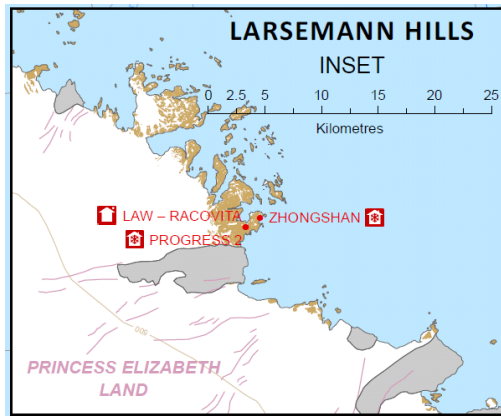 LARSEMANN HILLS
INSET
0 2.5 5 10 15 20 25
Kilometres
LAW – RACOVITA
ZHONGSHAN
PROGRESS 2
500
PRINCESS ELIZABETH
LAND